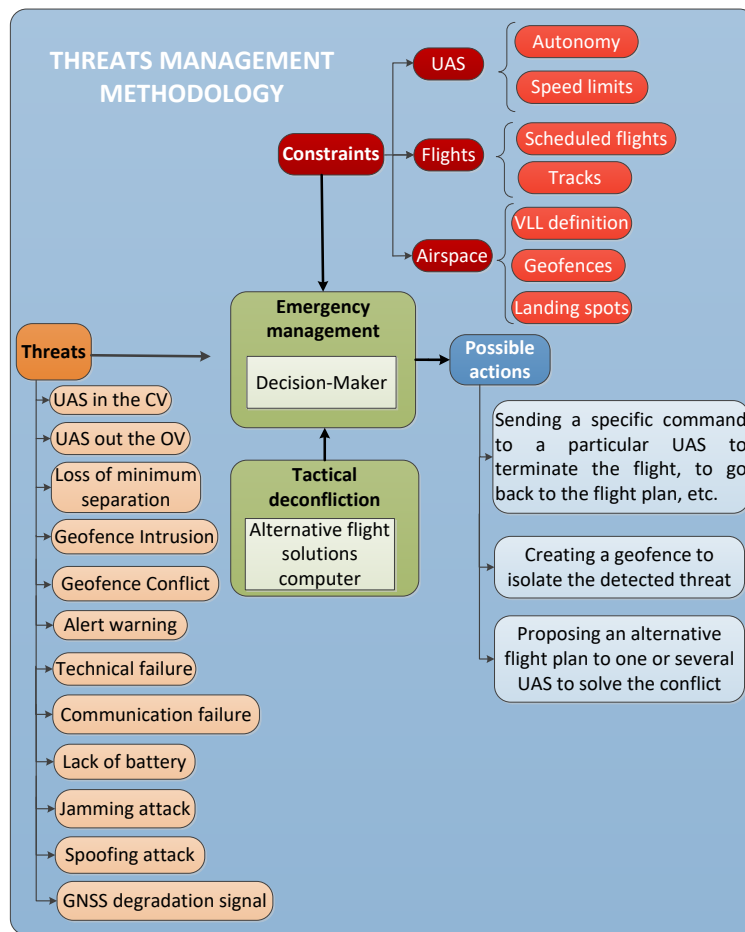 THREATS MANAGEMENT
METHODOLOGY
Constraints
UAS
Autonomy
Speed limits
Flights
Scheduled flights
Tracks
Airspace
VLL definition
Geofences
Landing spots
Emergency
management
Decision-Maker
Tactical
deconfliction
Alternative flight
solutions
computer
Threats
UAS in the CV
UAS out the OV
Loss of minimum
separation
Geofence Intrusion
Geofence Conflict
Alert warning
Technical failure
Communication failure
Lack of battery
Jamming attack
Spoofing attack
GNSS degradation signal
Possible
actions
Sending a specific command
to a particular UAS to
terminate the flight, to go
back to the flight plan, etc.
Creating a geofence to
isolate the detected threat
Proposing an alternative
flight plan to one or several
UAS to solve the conflict